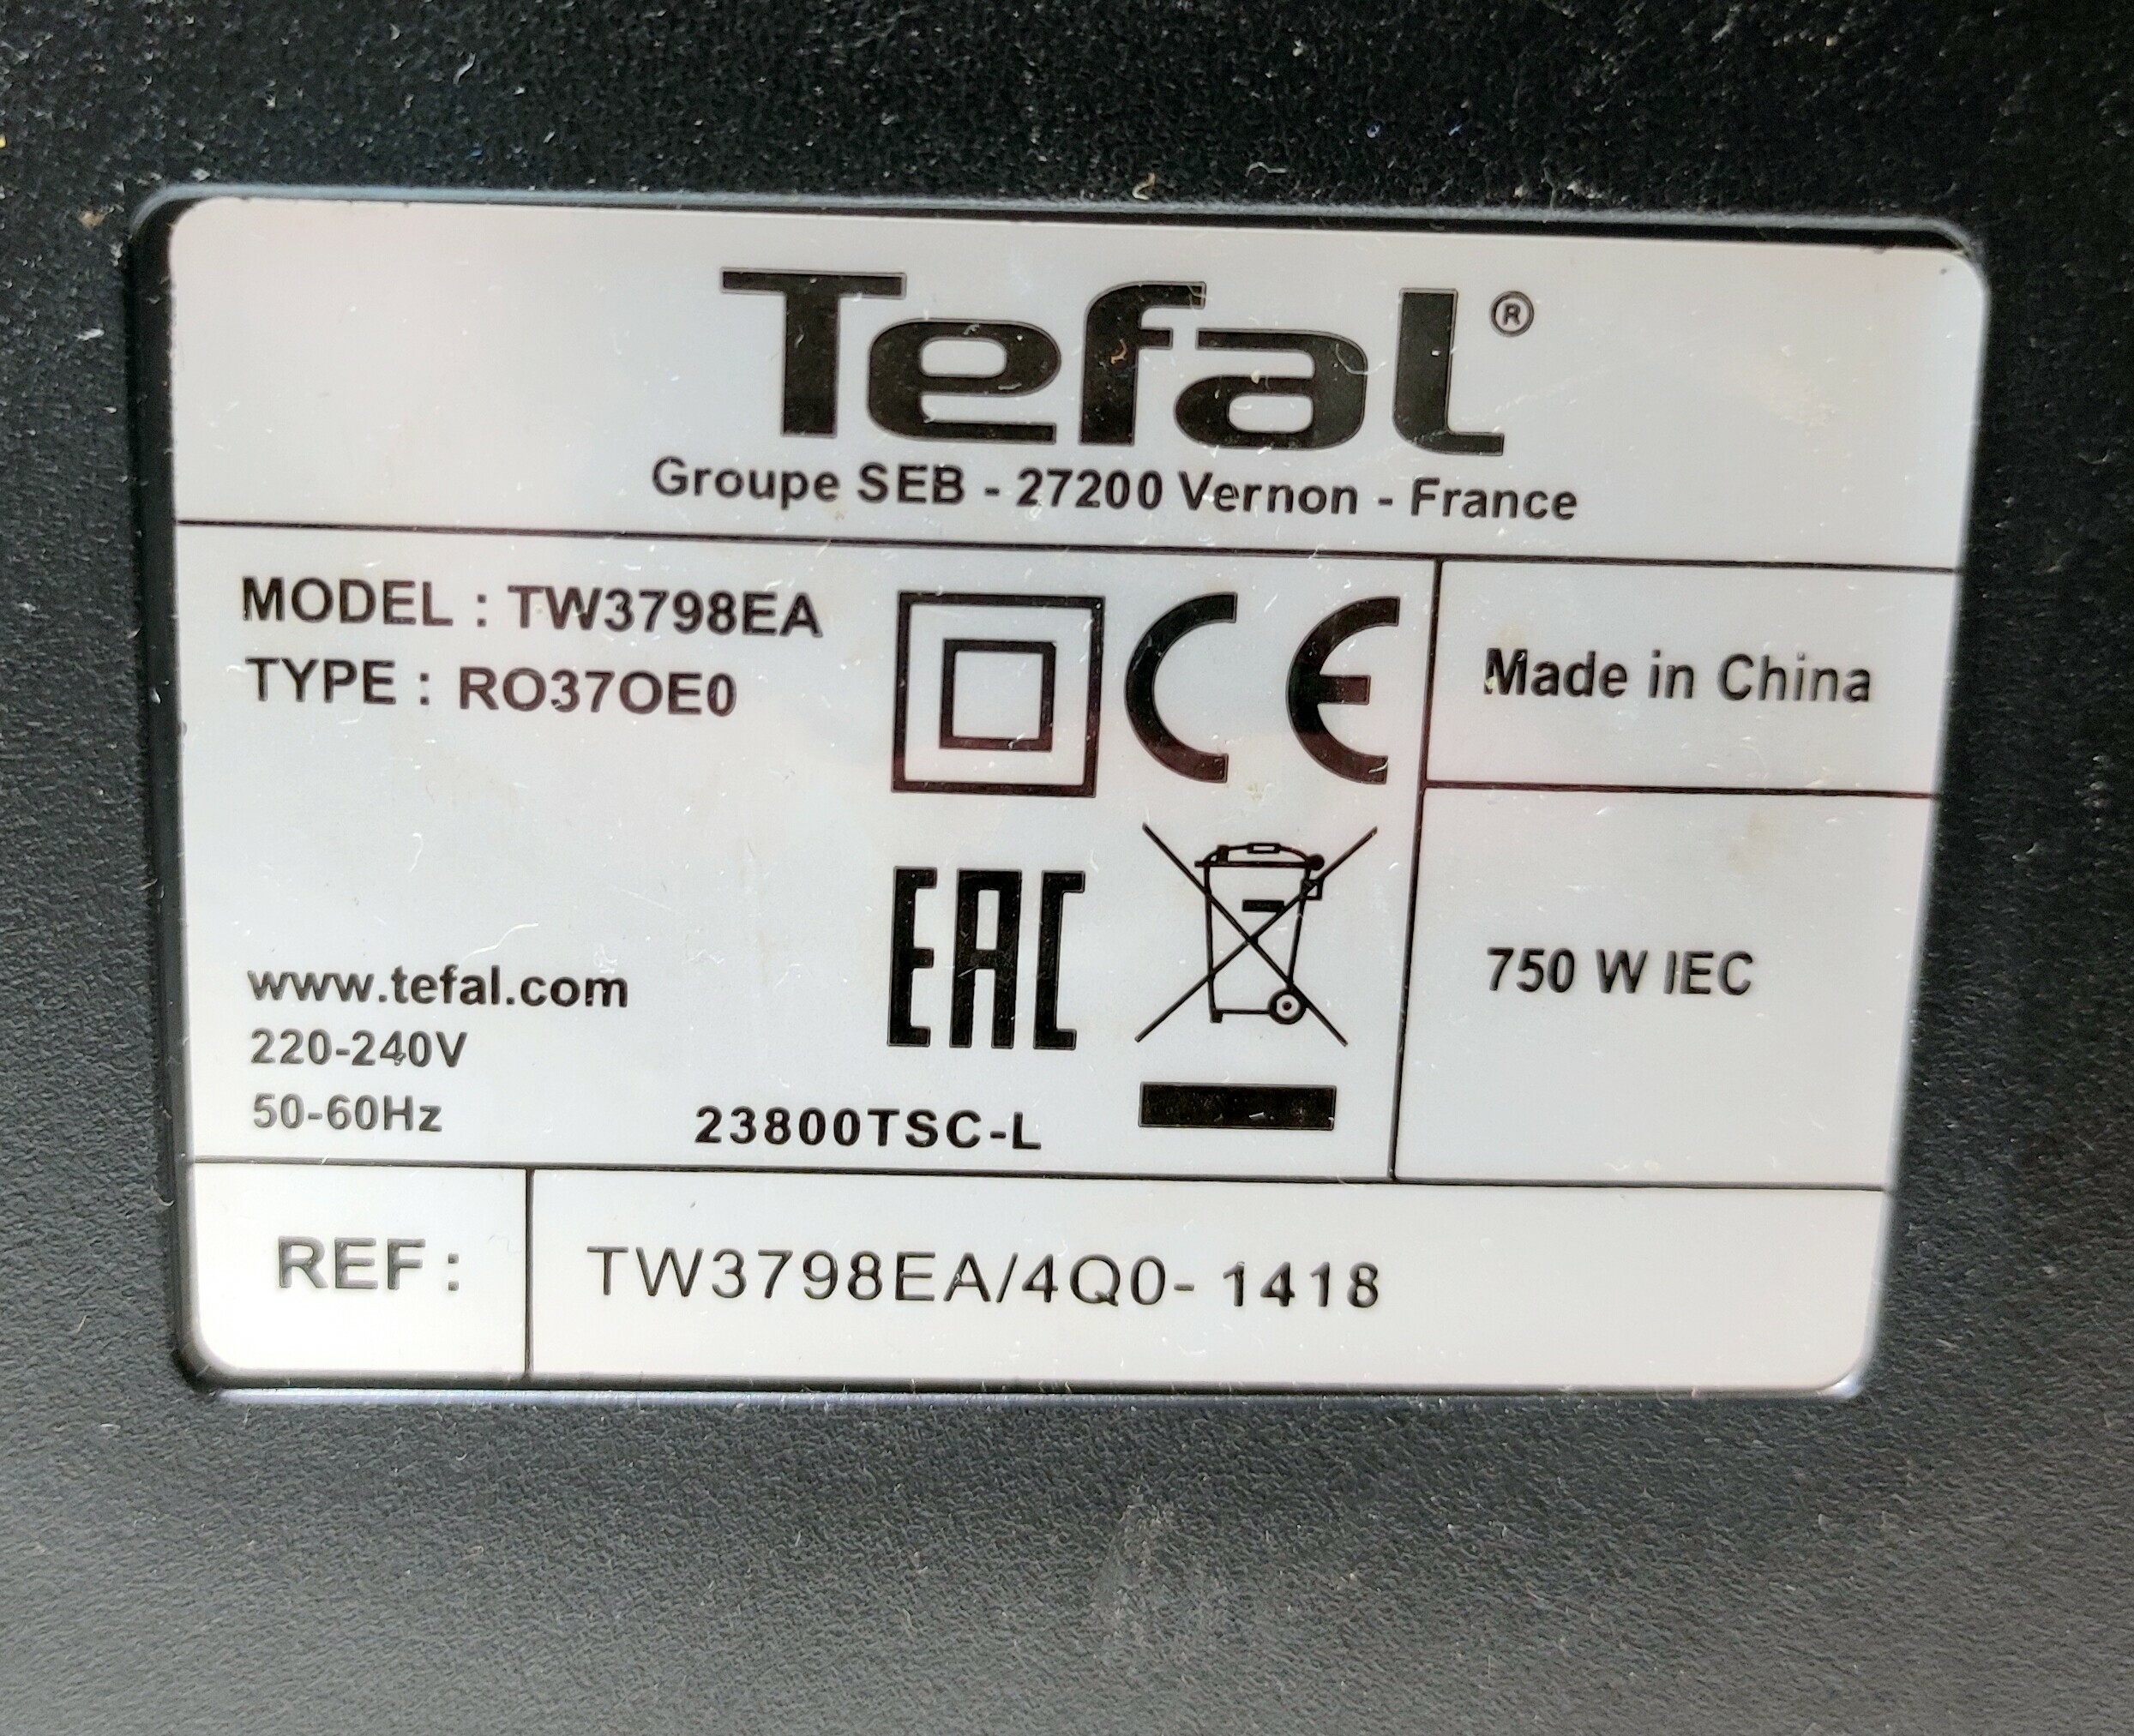 Tefal®
Groupe SEB - 27200 Vernon - France
MODEL : TW3798EA
TYPE : RO37OE0
CE
Made in China
EAC
750 W IEC
www.tefal.com
220-240V
50-60Hz
23800TSC-L
REF :
TW3798EA/4Q0- 1418